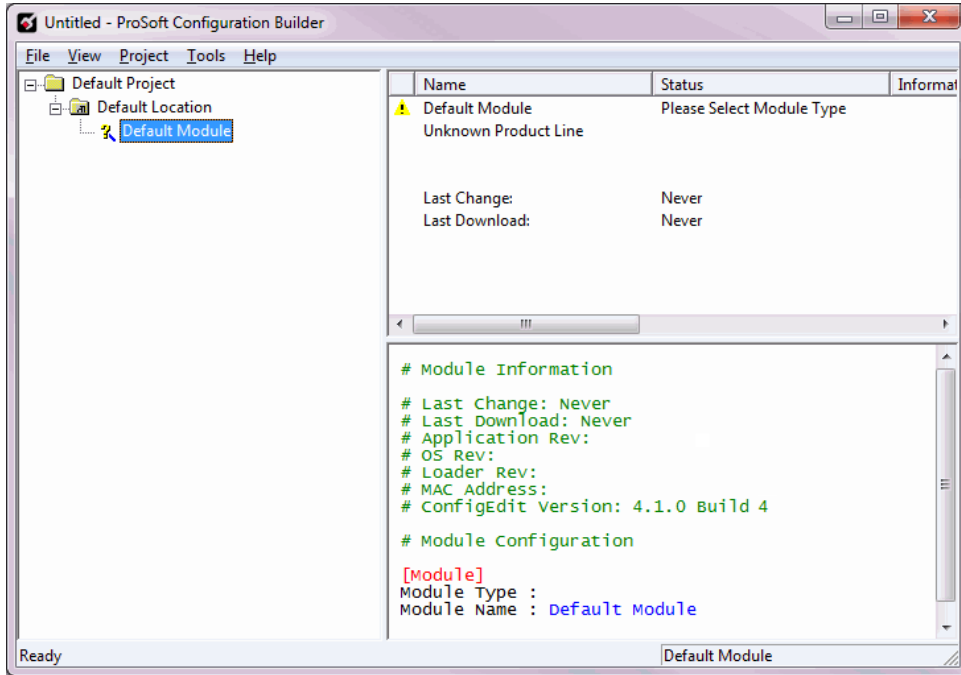 Untitled - ProSoft Configuration Builder
File View Project Tools Help
Default Project
Default Location
Default Module
Name Status Informat
Default Module Please Select Module Type
Unknown Product Line
Last Change: Never
Last Download: Never
# Module Information
# Last Change: Never
# Last Download: Never
# Application Rev:
# OS Rev:
# Loader Rev:
# MAC Address:
# ConfigEdit Version: 4.1.0 Build 4
# Module Configuration
[Module]
Module Type :
Module Name : Default Module
Ready Default Module